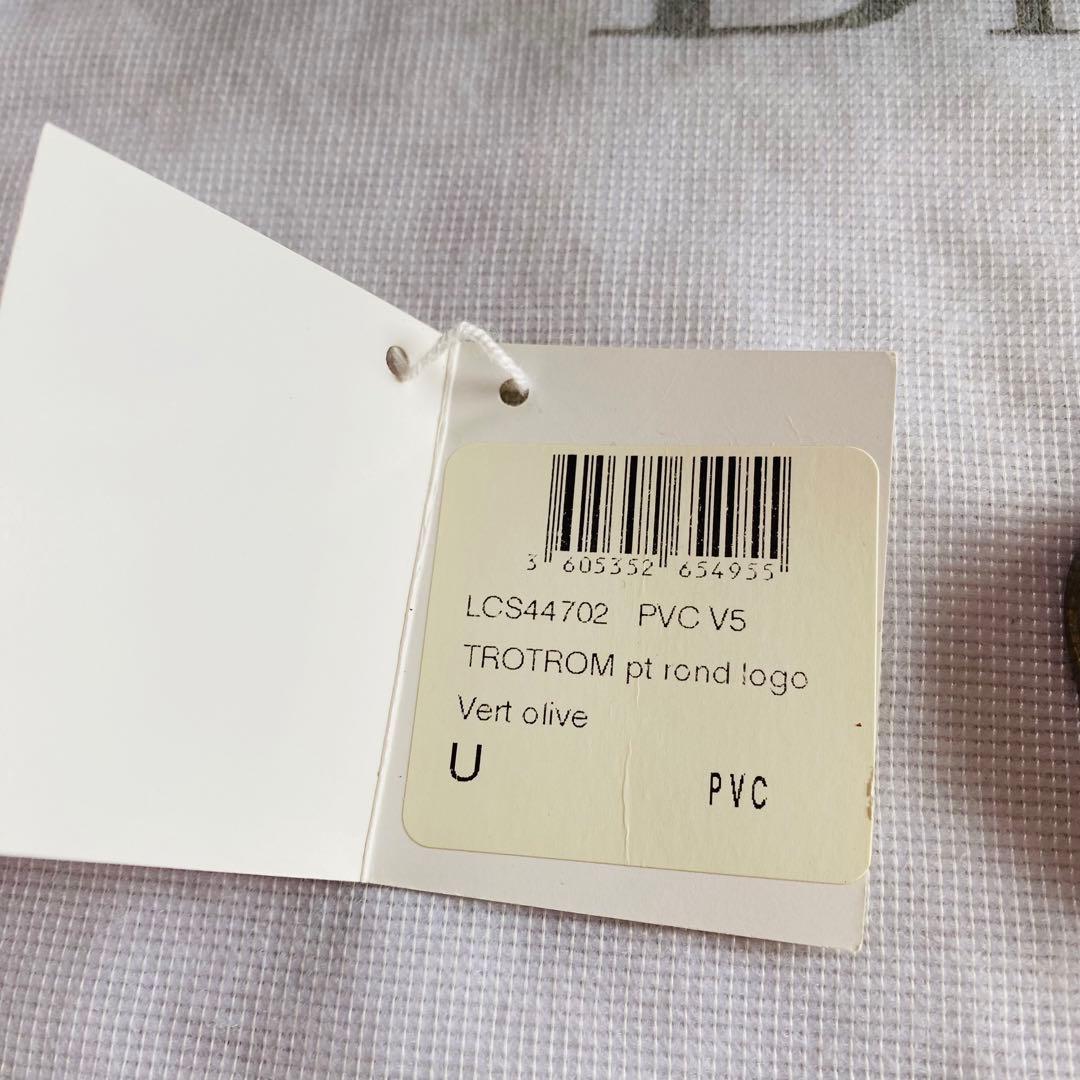 3 605352 654955
LCS44702 PVC V5
TROTROM pt rond logo
Vert olive
U
PVC